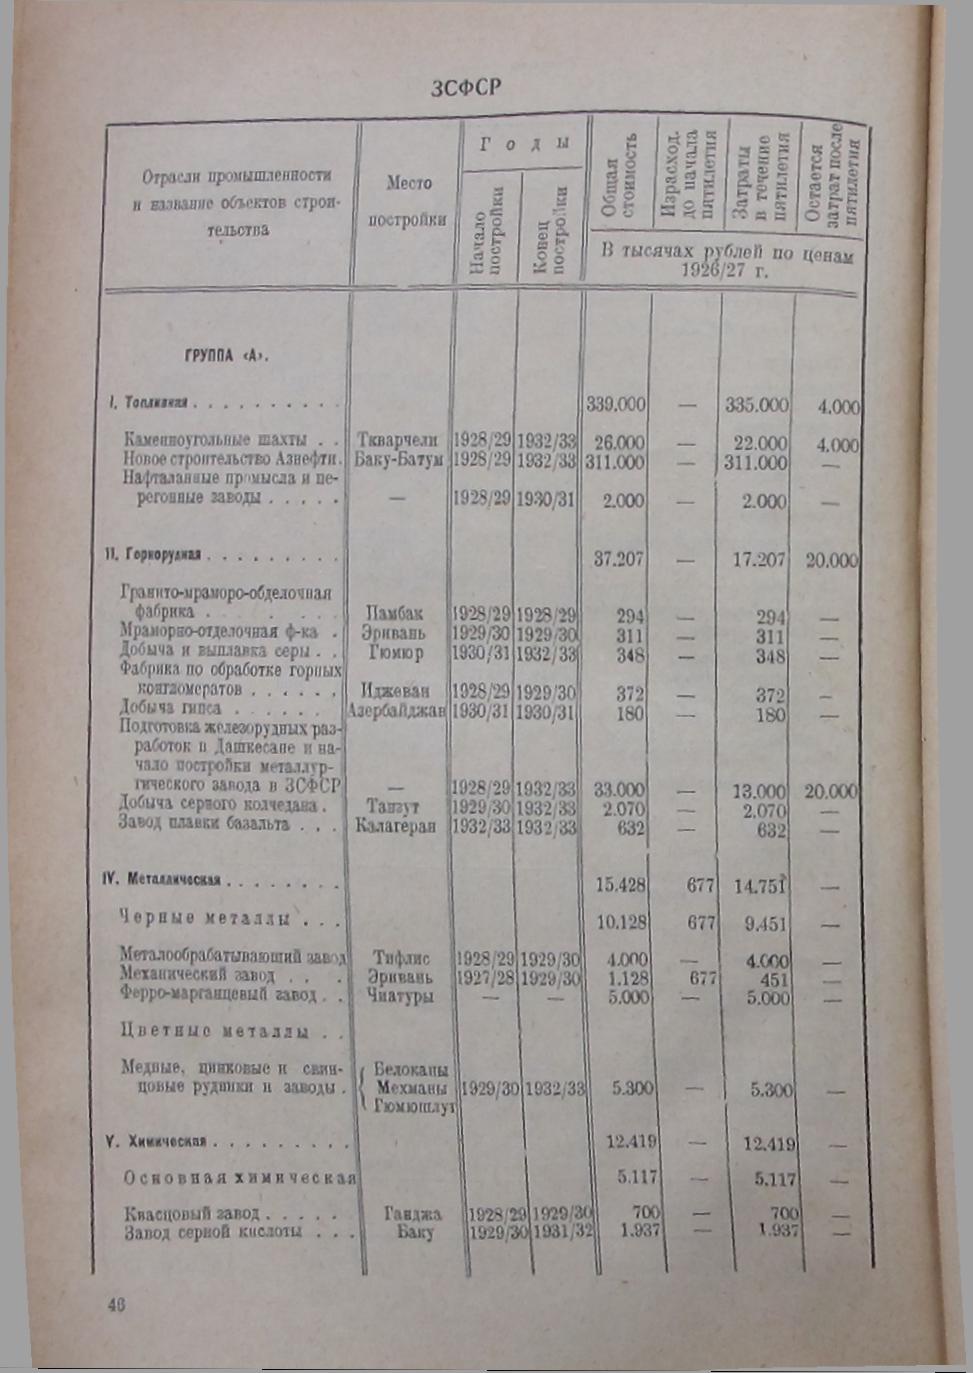 ЗСФСР
Отрасли промышленности
и название объектов строи-
тельства
Место
постройки
Годы
Начало
постройки
Конец
постройки
Общая
стоимость
Израсход.
до начала
пятилетия
Затраты
в течение
пятилетия
Остается
затрат после
пятилетия
В тысячах рублей по ценам
1926/27 г.
ГРУППА «А».
I. Топливная . . . . . . . . . . 339.000 — 335.000 4.000
Каменноугольные шахты . . Ткварчели 1928/29 1932/33 26.000 — 22.000 4.000
Новое строительство Азнефти. Баку-Батум 1928/29 1932/33 311.000 — 311.000 —
Нафталанные промысла и пе-
регонные заводы . . . . . — 1928/29 1930/31 2.000 — 2.000 —
II. Горнорудная . . . . . . . . . 37.207 — 17.207 20.000
Гранито-мраморо-обделочная
фабрика . . . . . Памбак 1928/29 1928/29 294 — 294 —
Мраморно-отделочная ф-ка . Эривань 1929/30 1929/30 311 — 311 —
Добыча и выплавка серы . . Гюмюр 1930/31 1932/33 348 — 348 —
Фабрика по обработке горных
конгломератов . . . . . . Иджеван 1928/29 1929/30 372 — 372 —
Добыча гипса . . . . . . Азербайджан 1930/31 1930/31 180 — 180 —
Подготовка железорудных раз-
работок в Дашкесане и на-
чало постройки металлур-
гического завода в ЗСФСР — 1928/29 1932/33 33.000 — 13.000 20.000
Добыча серного колчедана . Танзут 1929/30 1932/33 2.070 — 2.070 —
Завод плавки базальта . . . Калагеран 1932/33 1932/33 632 — 632 —
IV. Металлическая . . . . . . . . 15.428 677 14.751 —
Черные металлы . . . 10.128 677 9.451 —
Металообрабатывающий завод Тифлис 1928/29 1929/30 4.000 — 4.000 —
Механический завод . . . Эривань 1927/28 1929/30 1.128 677 451 —
Ферро-марганцевый завод . . Чиатуры — — 5.000 — 5.000 —
Цветные металлы . .
Медные, цинковые и свин- Белоканы
цовые рудники и заводы . Мехманы 1929/30 1932/33 5.300 — 5.300 —
Гюмюшлуг
V. Химическая . . . . . . . . . 12.419 — 12.419 —
Основная химическая 5.117 — 5.117 —
Квасцовый завод . . . . . Ганджа 1928/29 1929/30 700 — 700 —
Завод серной кислоты . . . Баку 1929/30 1931/32 1.937 — 1.937 —
46